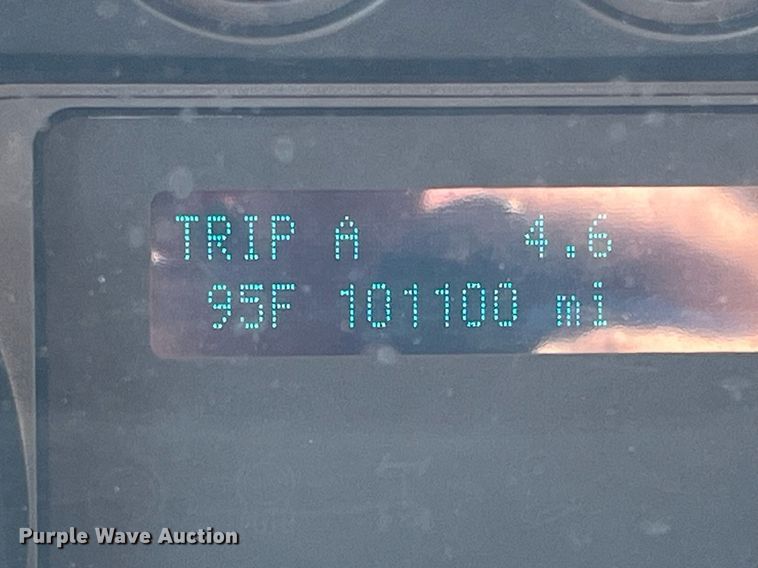 TRIP A 4.6
95F 101100 mi
Purple Wave Auction